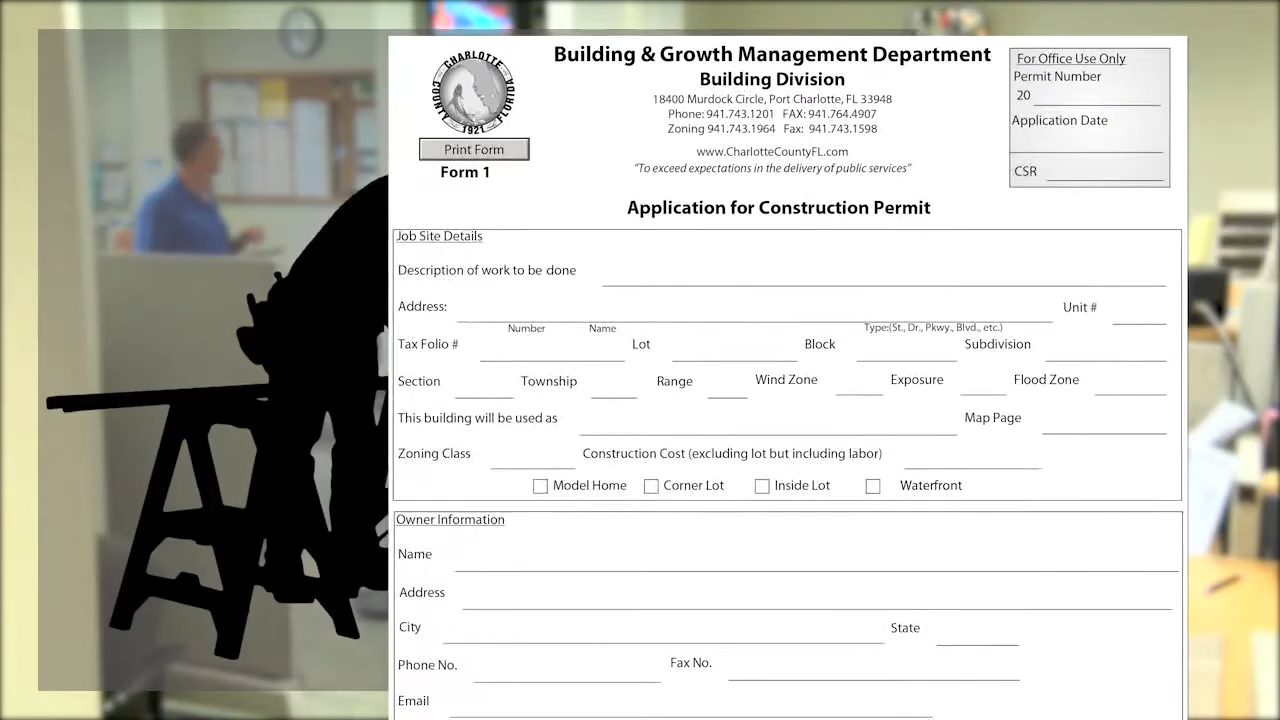 CHARLOTTE COUNTY FLORIDA
1921
Print Form
Form 1
Building & Growth Management Department
Building Division
18400 Murdock Circle, Port Charlotte, FL 33948
Phone: 941.743.1201 FAX: 941.764.4907
Zoning 941.743.1964 Fax: 941.743.1598
www.CharlotteCountyFL.com
“To exceed expectations in the delivery of public services”
For Office Use Only
Permit Number
20
Application Date
CSR
Application for Construction Permit
Job Site Details
Description of work to be done
Address: Unit #
Number Name Type:(St., Dr., Pkwy., Blvd., etc.)
Tax Folio # Lot Block Subdivision
Section Township Range Wind Zone Exposure Flood Zone
This building will be used as Map Page
Zoning Class Construction Cost (excluding lot but including labor)
Model Home Corner Lot Inside Lot Waterfront
Owner Information
Name
Address
City State
Phone No. Fax No.
Email